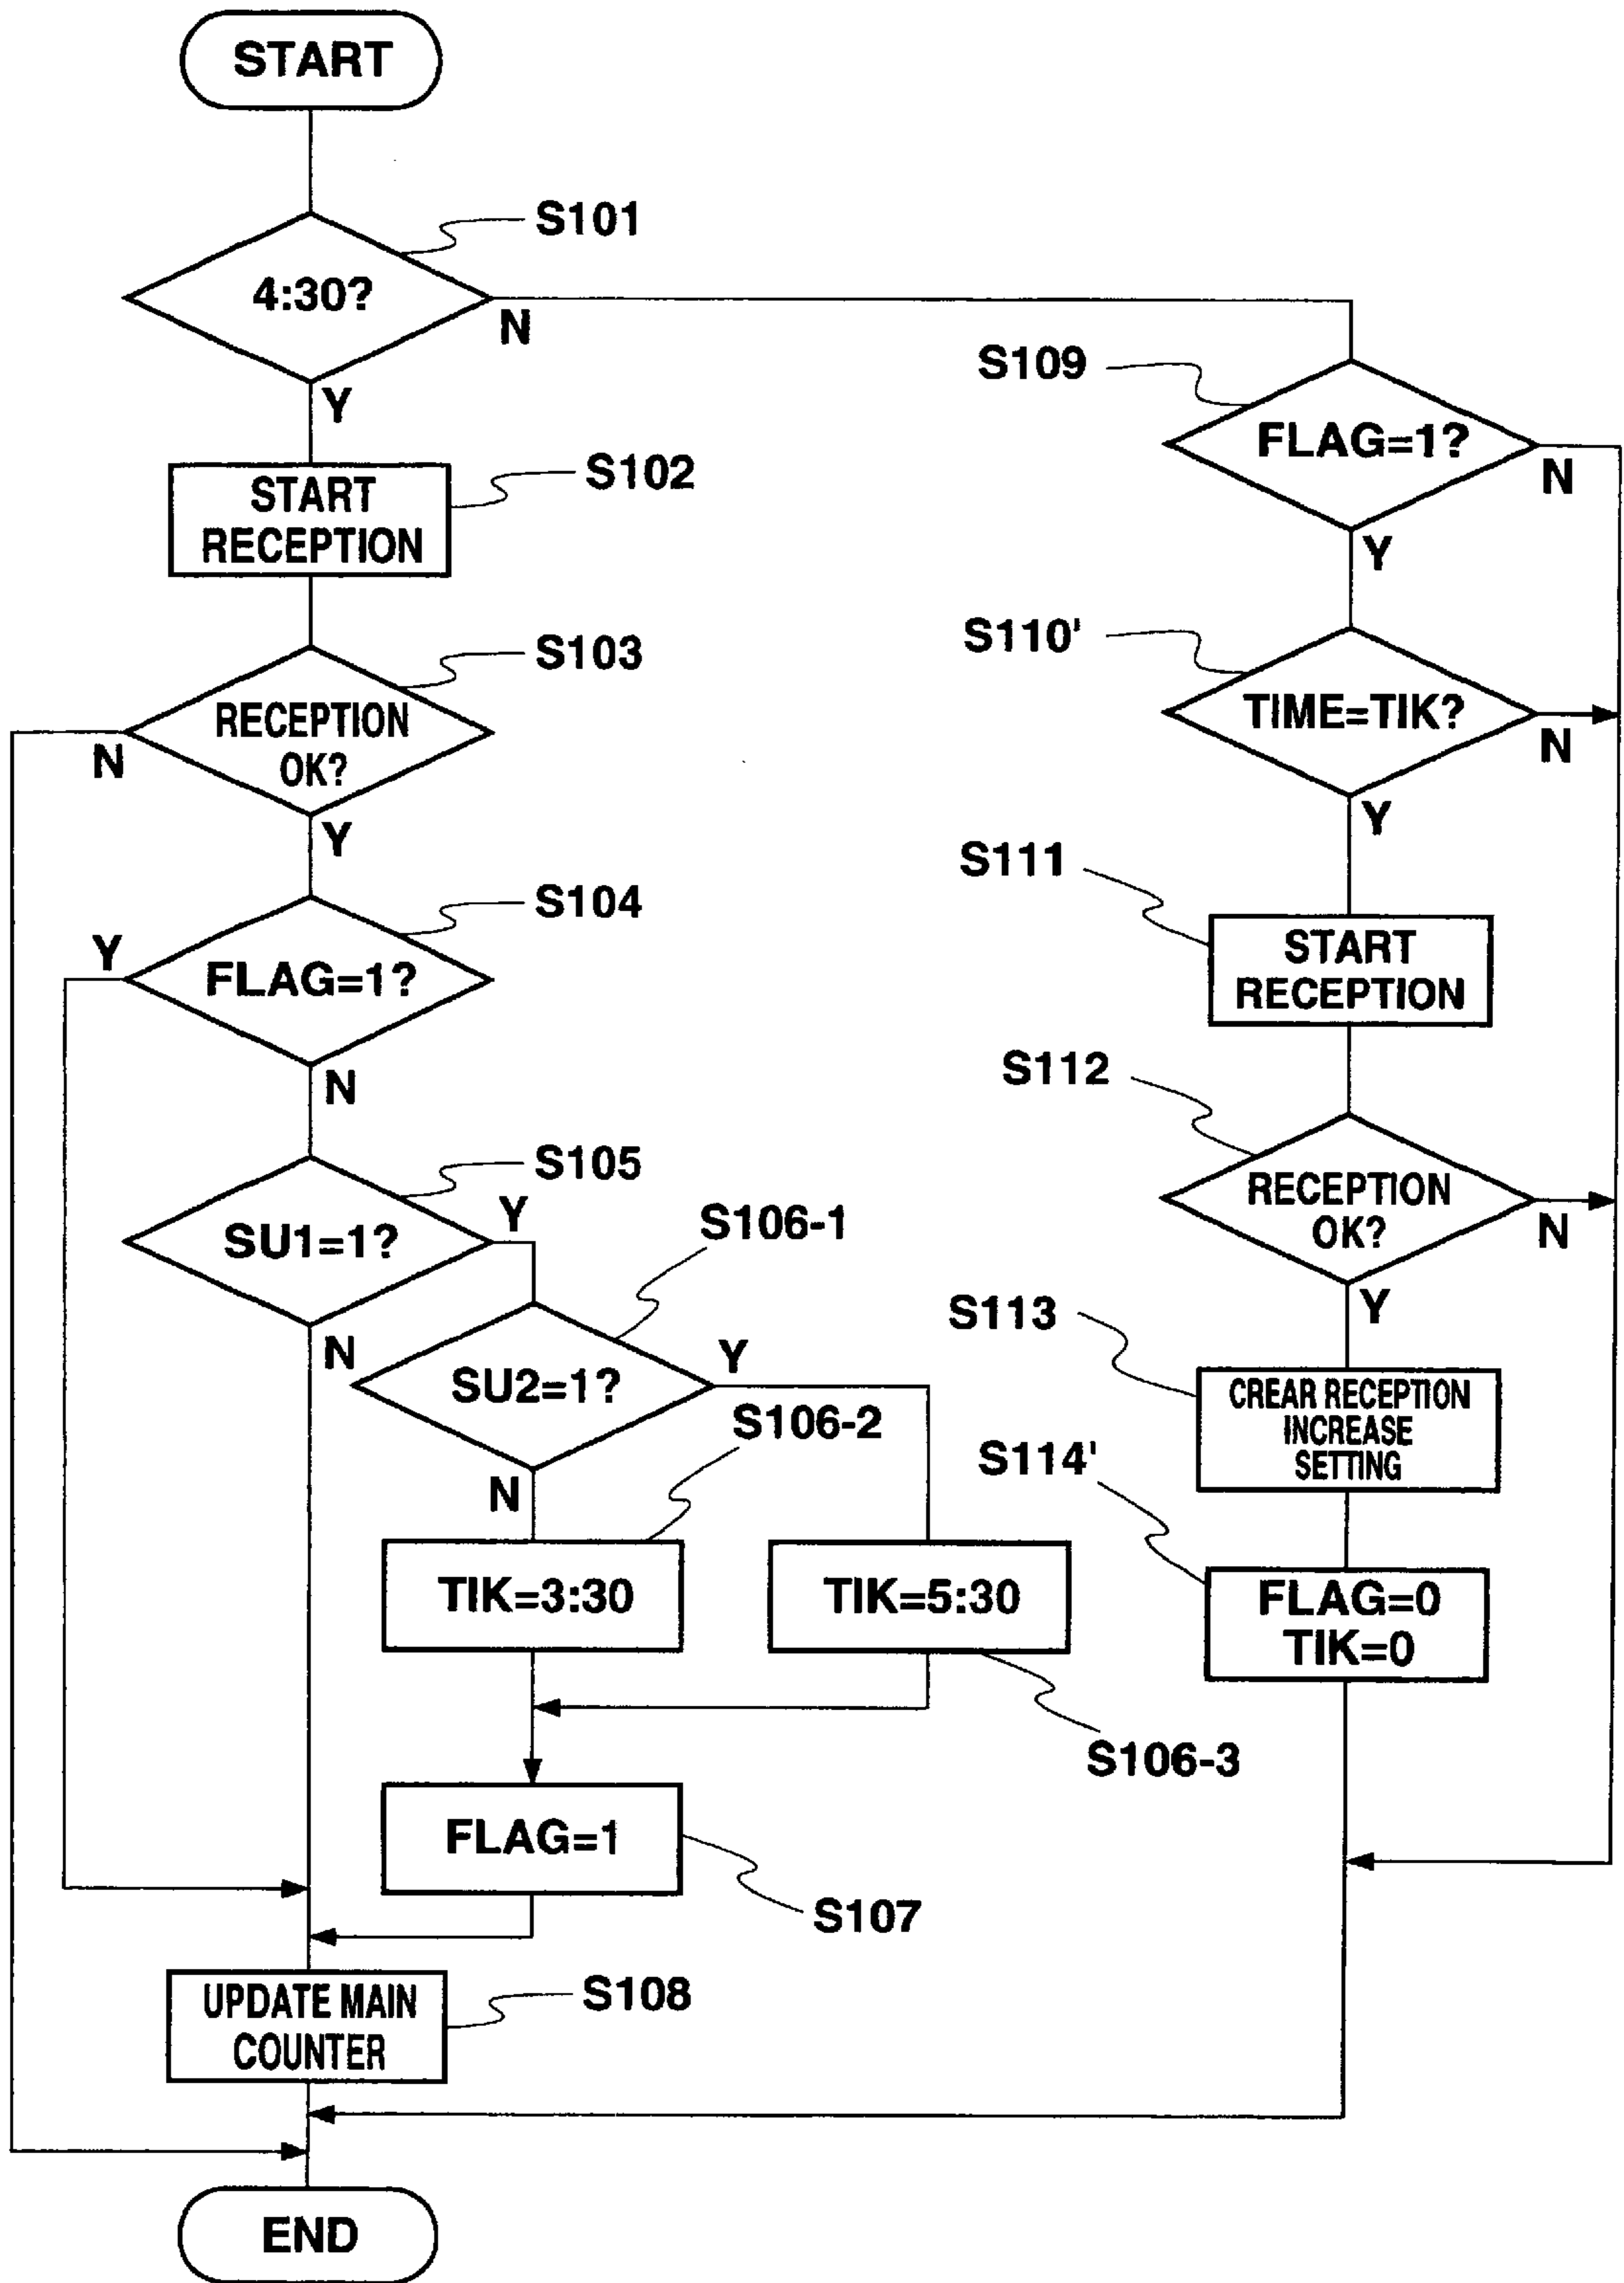 START
S101
4:30?
N
Y
S109
FLAG=1?
N
Y
S102
START
RECEPTION
S103
RECEPTION
OK?
N
Y
S110'
TIME=TIK?
N
Y
S104
Y
FLAG=1?
N
S111
START
RECEPTION
S105
SU1=1?
Y
N
S112
RECEPTION
OK?
N
Y
S106-1
SU2=1?
Y
N
S106-2
TIK=3:30
TIK=5:30
S106-3
S113
CREAR RECEPTION
INCREASE
SETTING
S114'
FLAG=0
TIK=0
FLAG=1
S107
UPDATE MAIN
COUNTER
S108
END